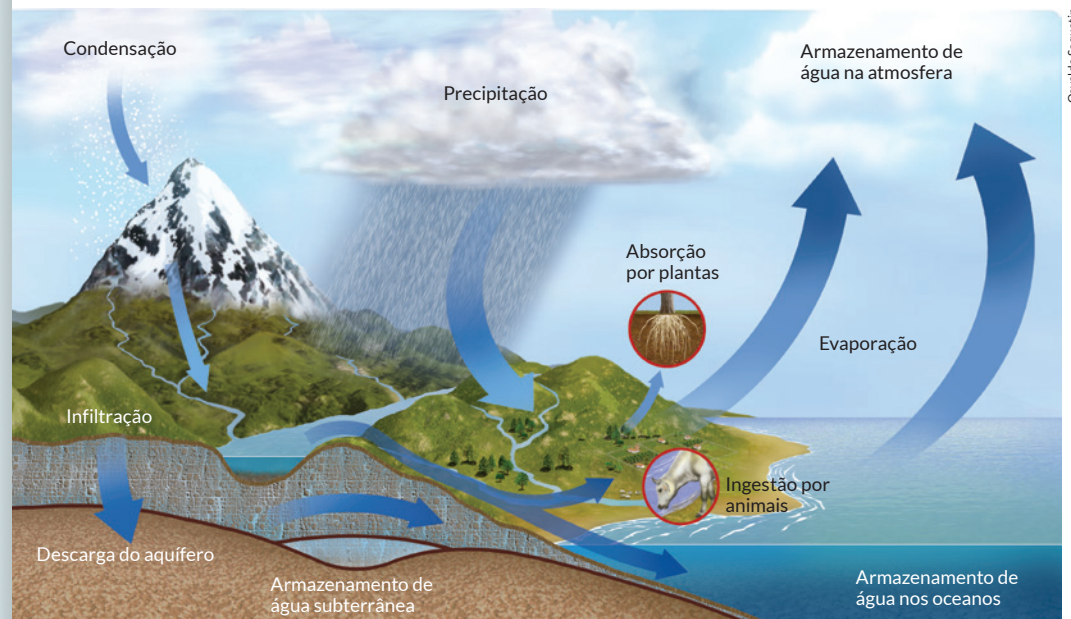 Condensação
Precipitação
Armazenamento de
água na atmosfera
Absorção
por plantas
Evaporação
Infiltração
Ingestão por
animais
Descarga do aquífero
Armazenamento de
água subterrânea
Armazenamento de
água nos oceanos